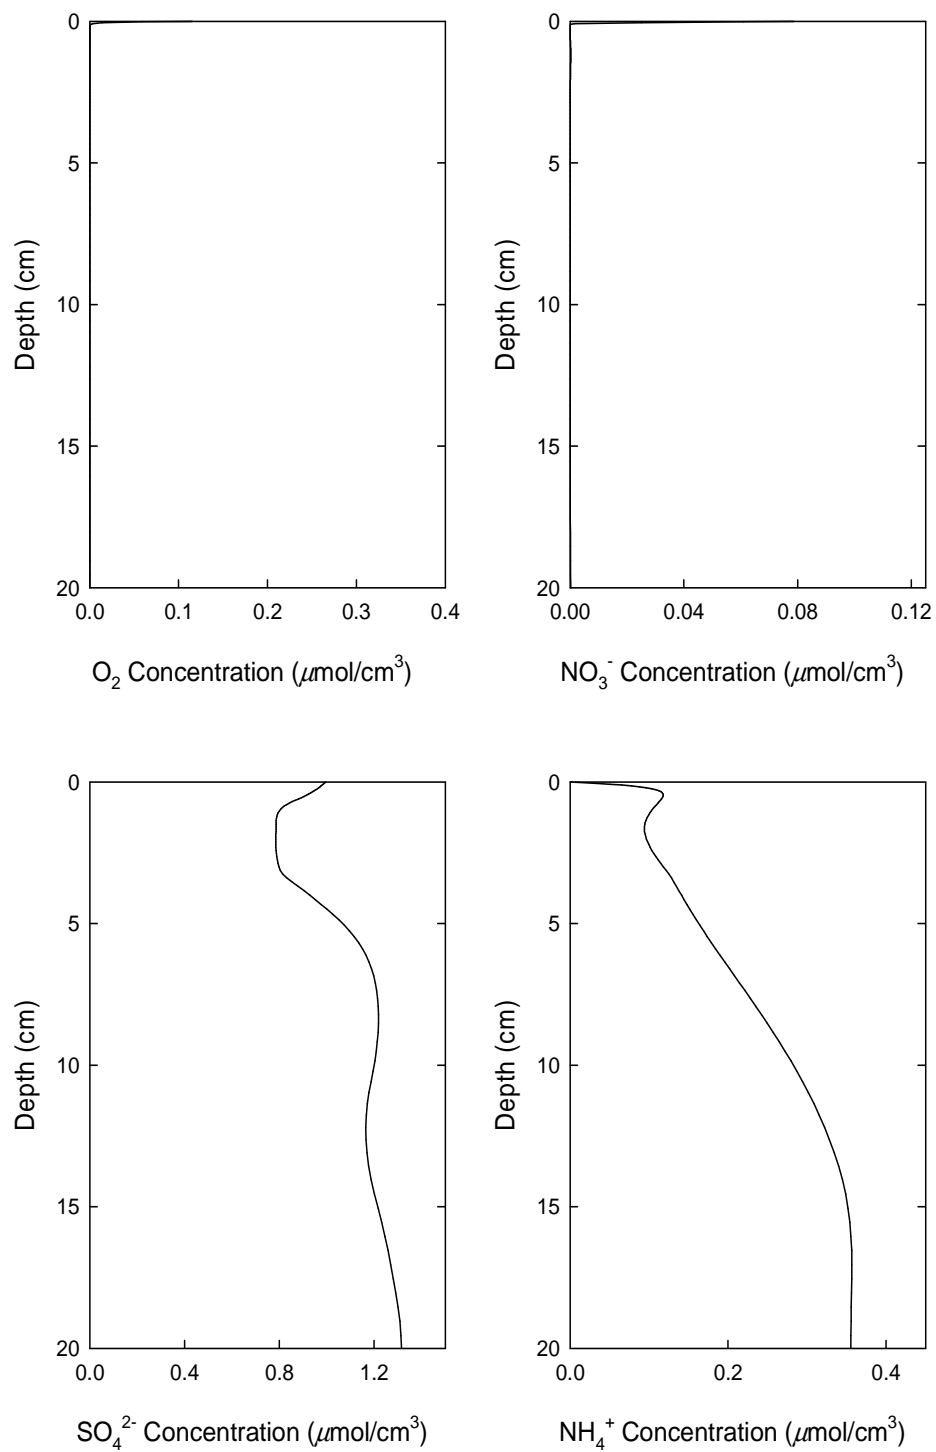 0
5
10
15
20
Depth (cm)
0.0 0.1 0.2 0.3 0.4
O₂ Concentration (μmol/cm³)
0
5
10
15
20
Depth (cm)
0.00 0.04 0.08 0.12
NO₃⁻ Concentration (μmol/cm³)
0
5
10
15
20
Depth (cm)
0.0 0.4 0.8 1.2
SO₄²⁻ Concentration (μmol/cm³)
0
5
10
15
20
Depth (cm)
0.0 0.2 0.4
NH₄⁺ Concentration (μmol/cm³)